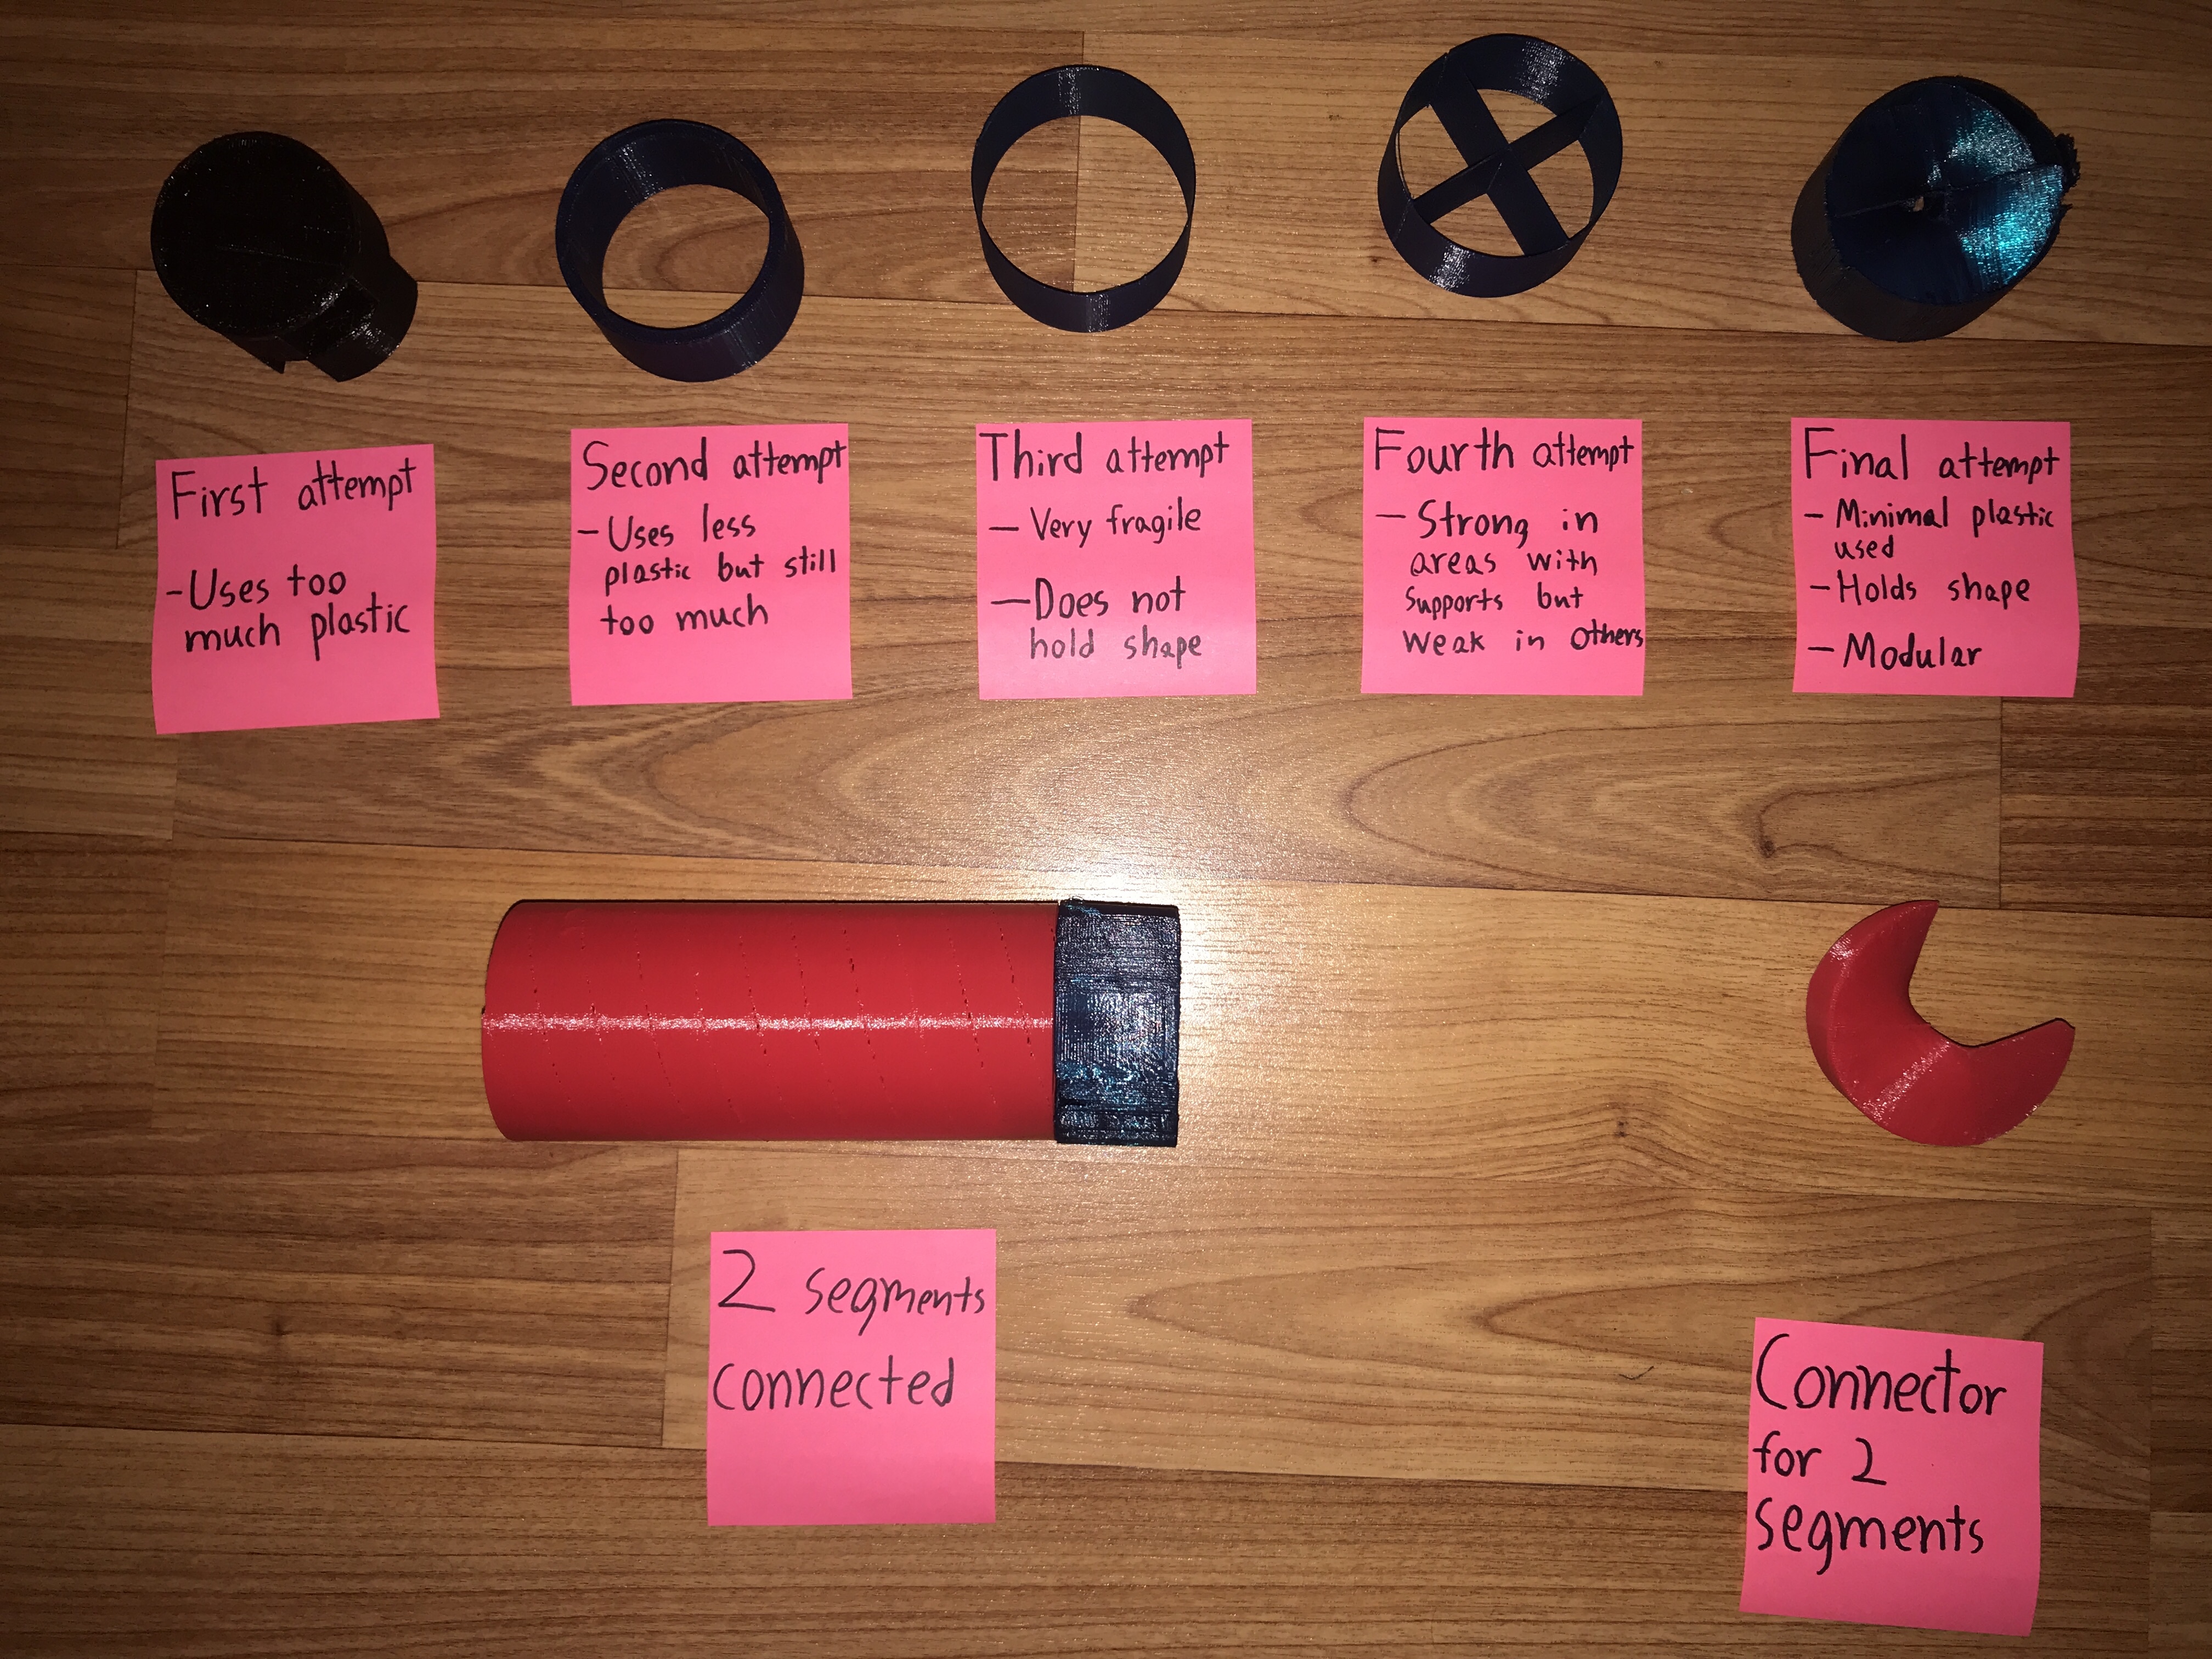 First attempt
-Uses too
much plastic
Second attempt
-Uses less
plastic but still
too much
Third attempt
- Very fragile
- Does not
hold shape
Fourth attempt
- Strong in
areas with
supports but
weak in others
Final attempt
- Minimal plastic
used
- Holds shape
- Modular
2 segments
connected
Connector
for 2
segments